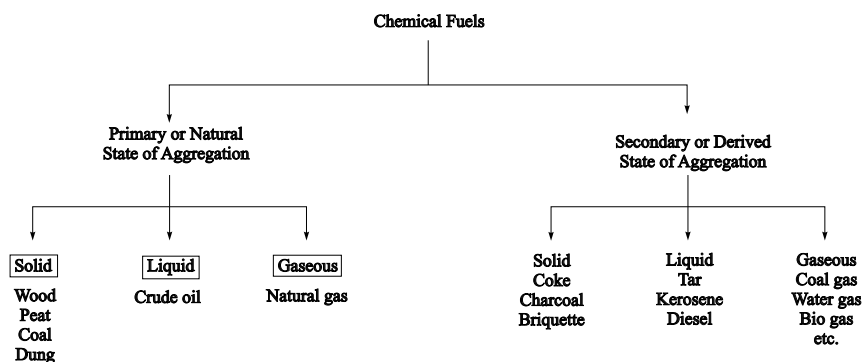 Chemical Fuels
Primary or Natural
State of Aggregation
Secondary or Derived
State of Aggregation
Solid
Wood
Peat
Coal
Dung
Liquid
Crude oil
Gaseous
Natural gas
Solid
Coke
Charcoal
Briquette
Liquid
Tar
Kerosene
Diesel
Gaseous
Coal gas
Water gas
Bio gas
etc.